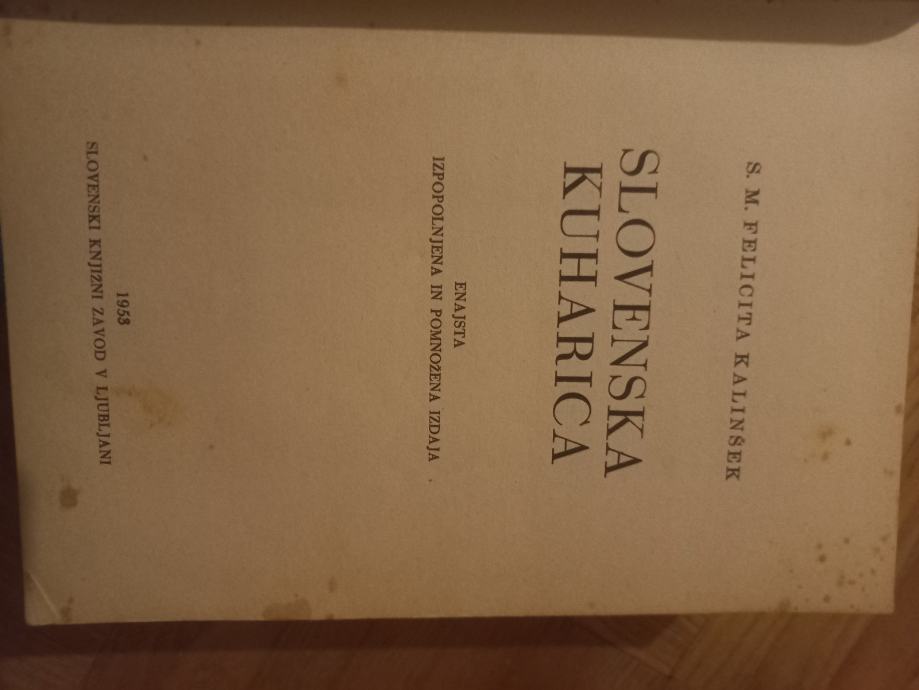 S. M. FELICITA KALINŠEK
SLOVENSKA
KUHARICA
ENAJSTA
IZPOPOLNJENA IN POMNOŽENA IZDAJA
1958
SLOVENSKI KNJIŽNI ZAVOD V LJUBLJANI